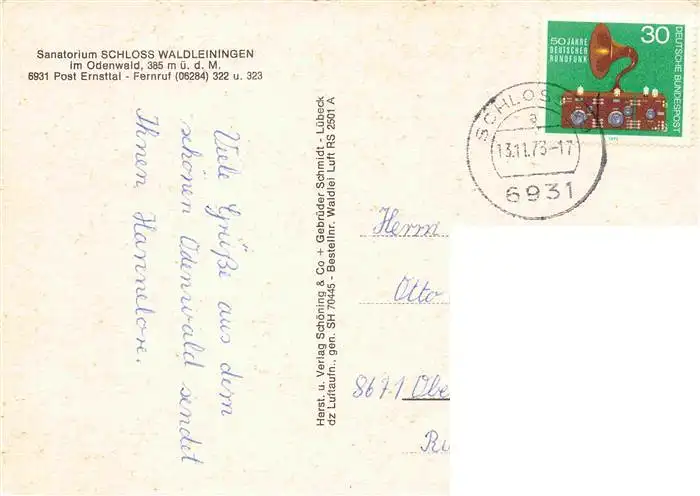 Sanatorium SCHLOSS WALDLEININGEN
im Odenwald, 385 m ü. d. M.
6931 Post Ernsttal - Fernruf (06284) 322 u. 323
Viele Grüße aus dem
schönen Odenwald sendet
Ihnen Hannelore.
Herst. u. Verlag Schöning & Co + Gebrüder Schmidt - Lübeck
dz Luftaufn., gen. SH 70445 - Bestellnr. Waldlei Luft RS 2501 A
50 JAHRE
DEUTSCHER
RUNDFUNK
30
DEUTSCHE BUNDESPOST
SCHLOSS
a
13.11.73-17
6931
Herrn
Otto
8671 Obe